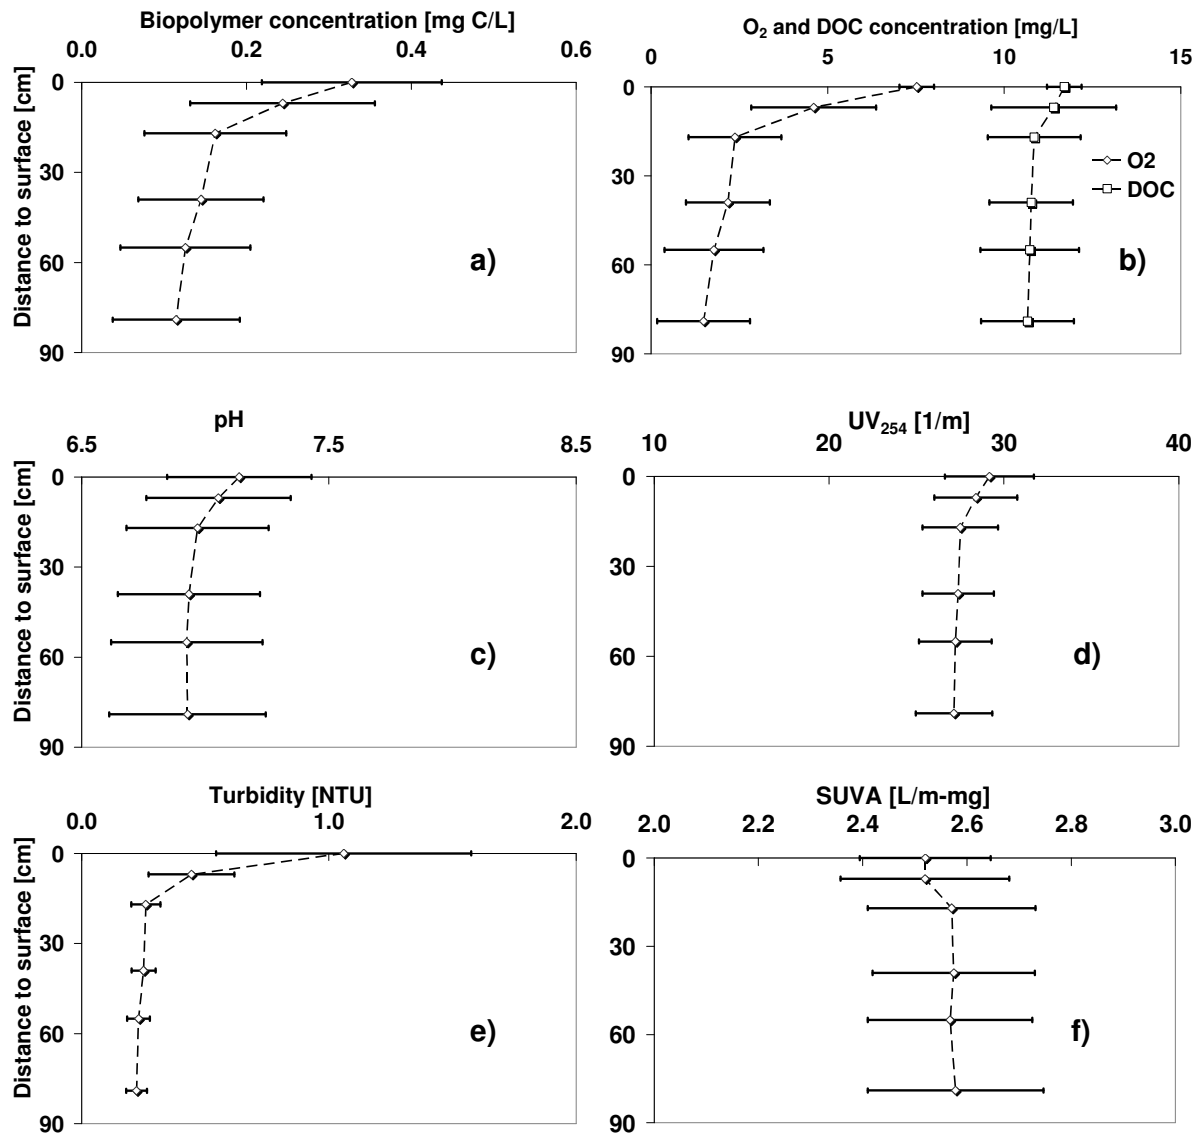 Biopolymer concentration [mg C/L]
0.0 0.2 0.4 0.6
Distance to surface [cm]
0
30
60
90
a)
O₂ and DOC concentration [mg/L]
0 5 10 15
0
30
60
90
O2
DOC
b)
pH
6.5 7.5 8.5
Distance to surface [cm]
0
30
60
90
c)
UV₂₅₄ [1/m]
10 20 30 40
0
30
60
90
d)
Turbidity [NTU]
0.0 1.0 2.0
Distance to surface [cm]
0
30
60
90
e)
SUVA [L/m-mg]
2.0 2.2 2.4 2.6 2.8 3.0
0
30
60
90
f)